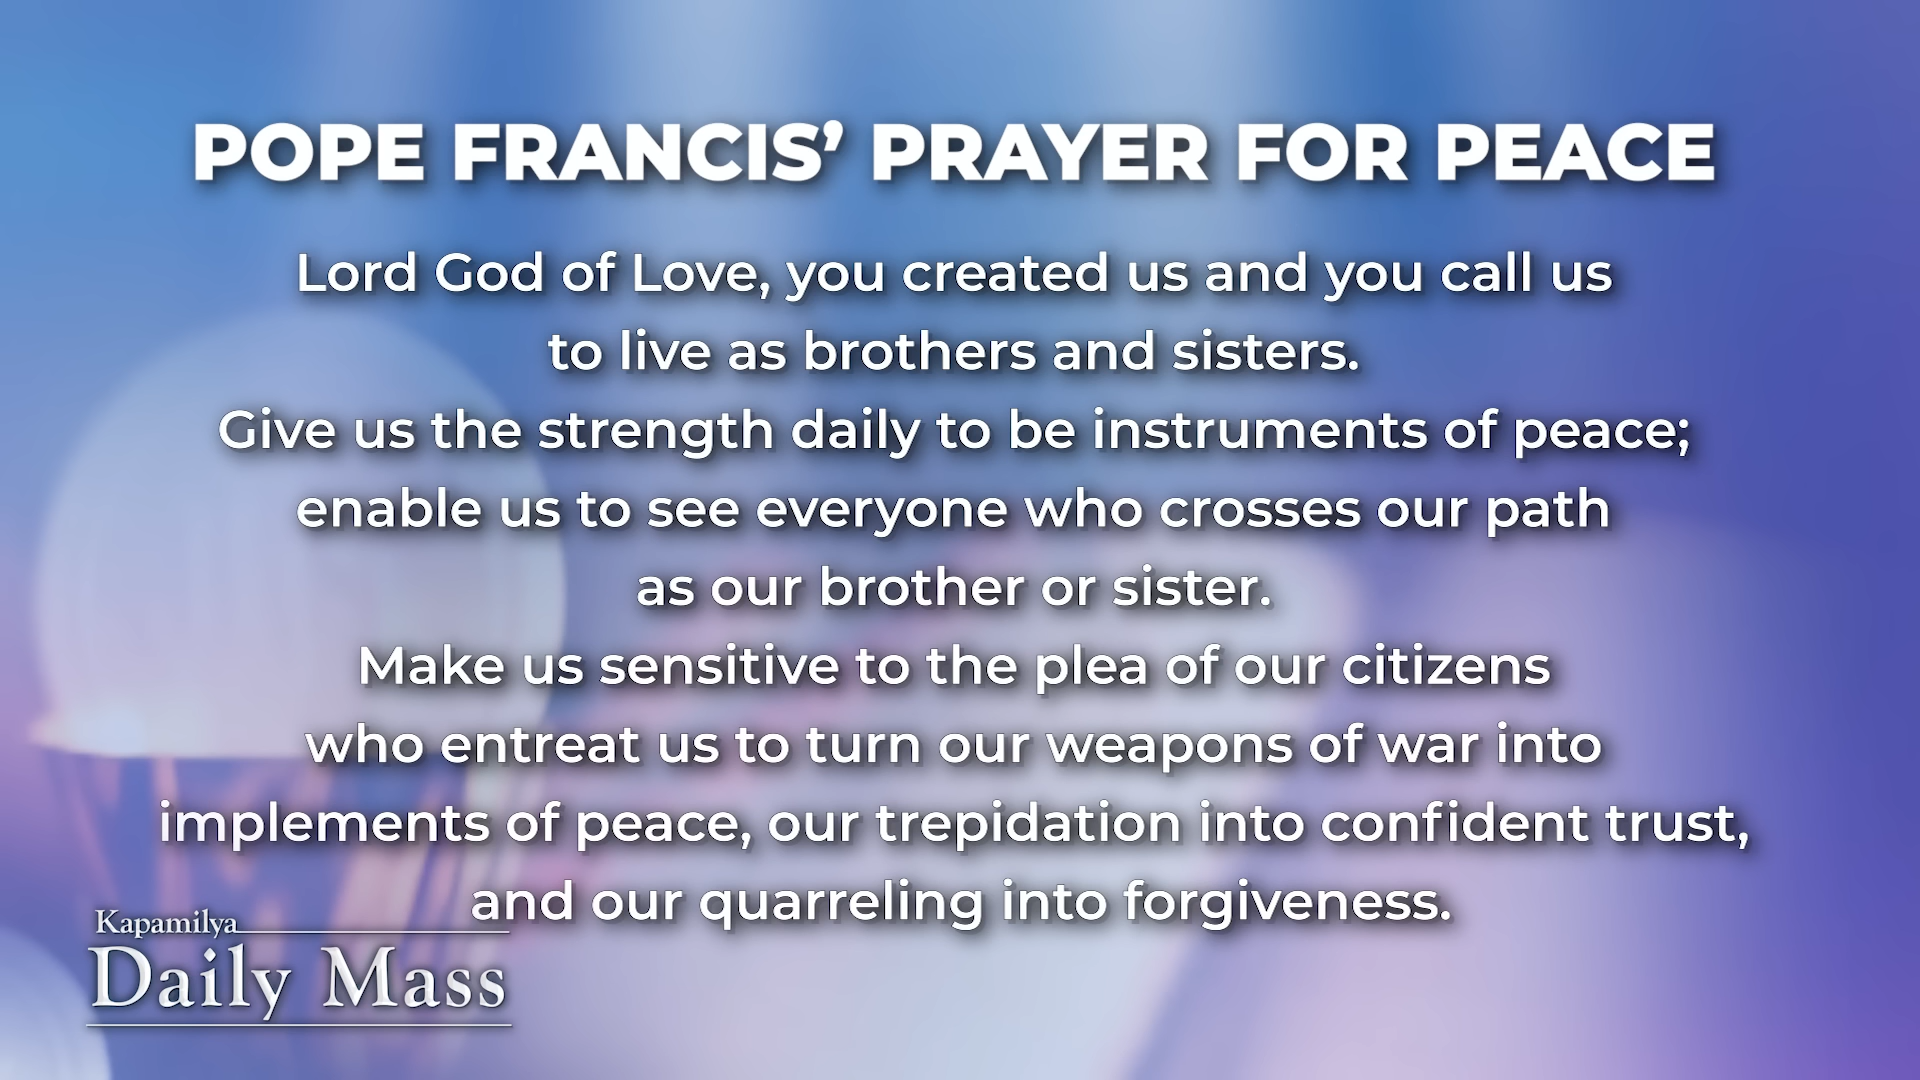 POPE FRANCIS’ PRAYER FOR PEACE
Lord God of Love, you created us and you call us
to live as brothers and sisters.
Give us the strength daily to be instruments of peace;
enable us to see everyone who crosses our path
as our brother or sister.
Make us sensitive to the plea of our citizens
who entreat us to turn our weapons of war into
implements of peace, our trepidation into confident trust,
and our quarreling into forgiveness.
Kapamilya
Daily Mass